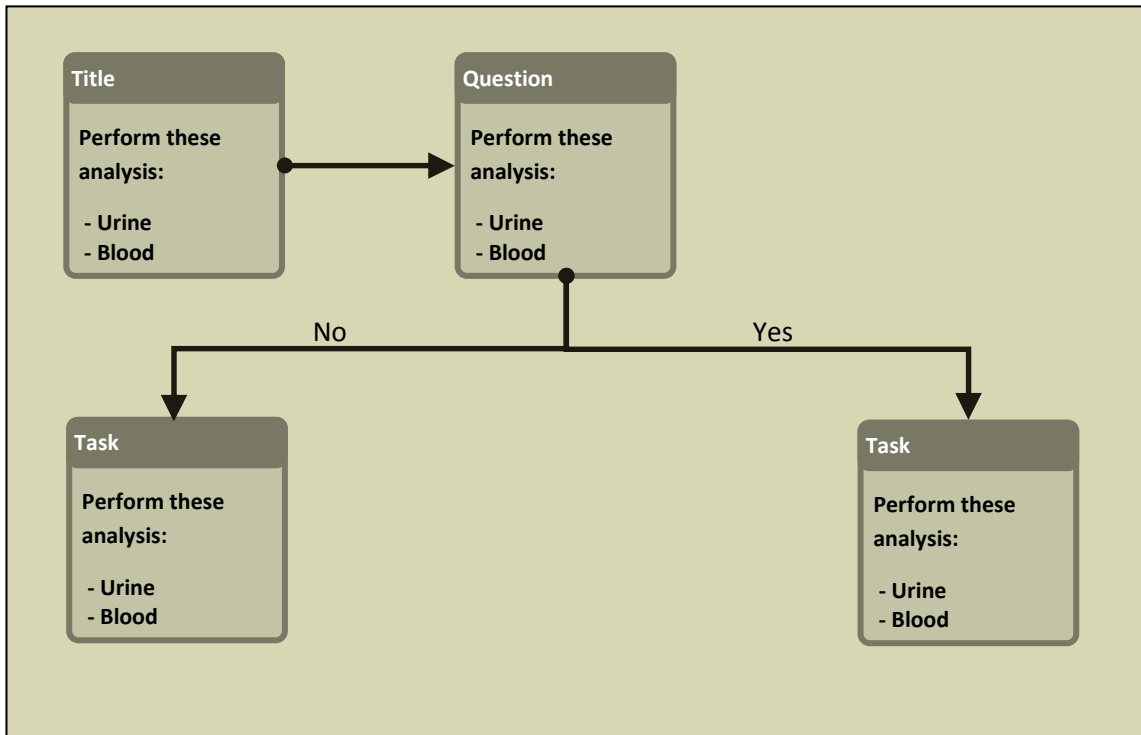 Title
Perform these
analysis:
- Urine
- Blood
Question
Perform these
analysis:
- Urine
- Blood
No
Yes
Task
Perform these
analysis:
- Urine
- Blood
Task
Perform these
analysis:
- Urine
- Blood